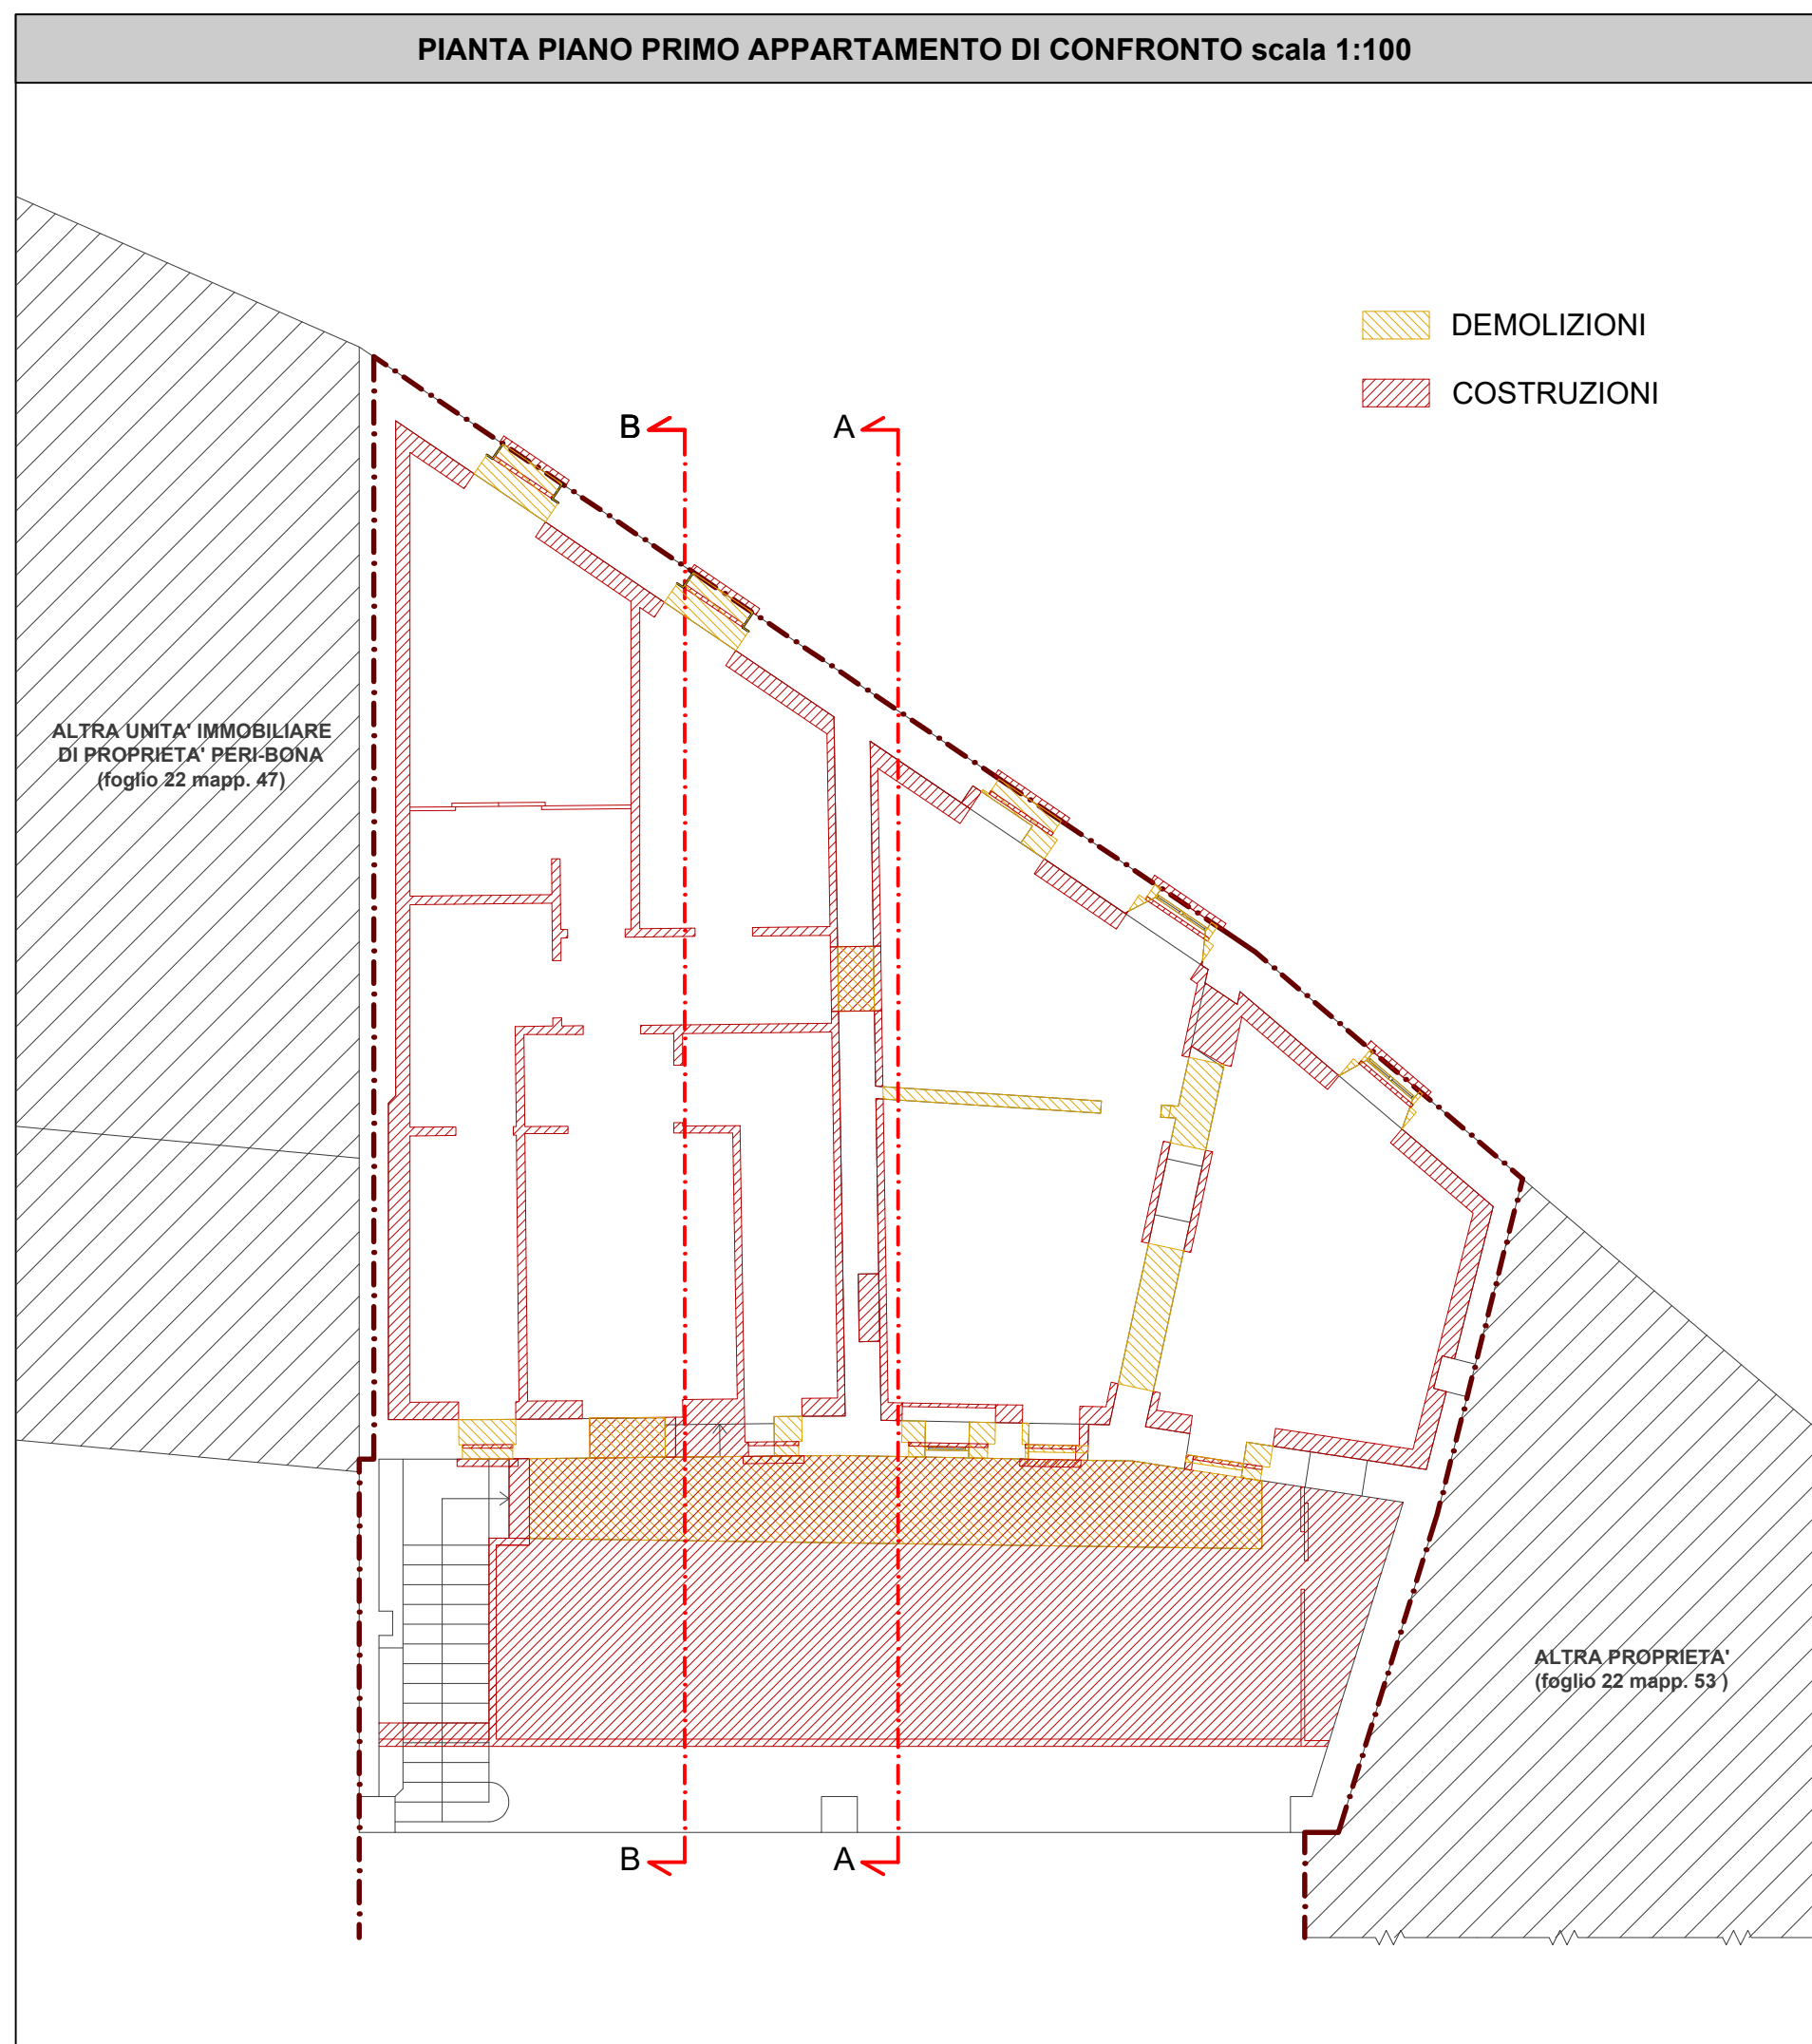 PIANTA PIANO PRIMO APPARTAMENTO DI CONFRONTO scala 1:100
DEMOLIZIONI
COSTRUZIONI
B
A
ALTRA UNITA' IMMOBILIARE
DI PROPRIETA' PERI-BONA
(foglio 22 mapp. 47)
ALTRA PROPRIETA'
(foglio 22 mapp. 53 )
B
A